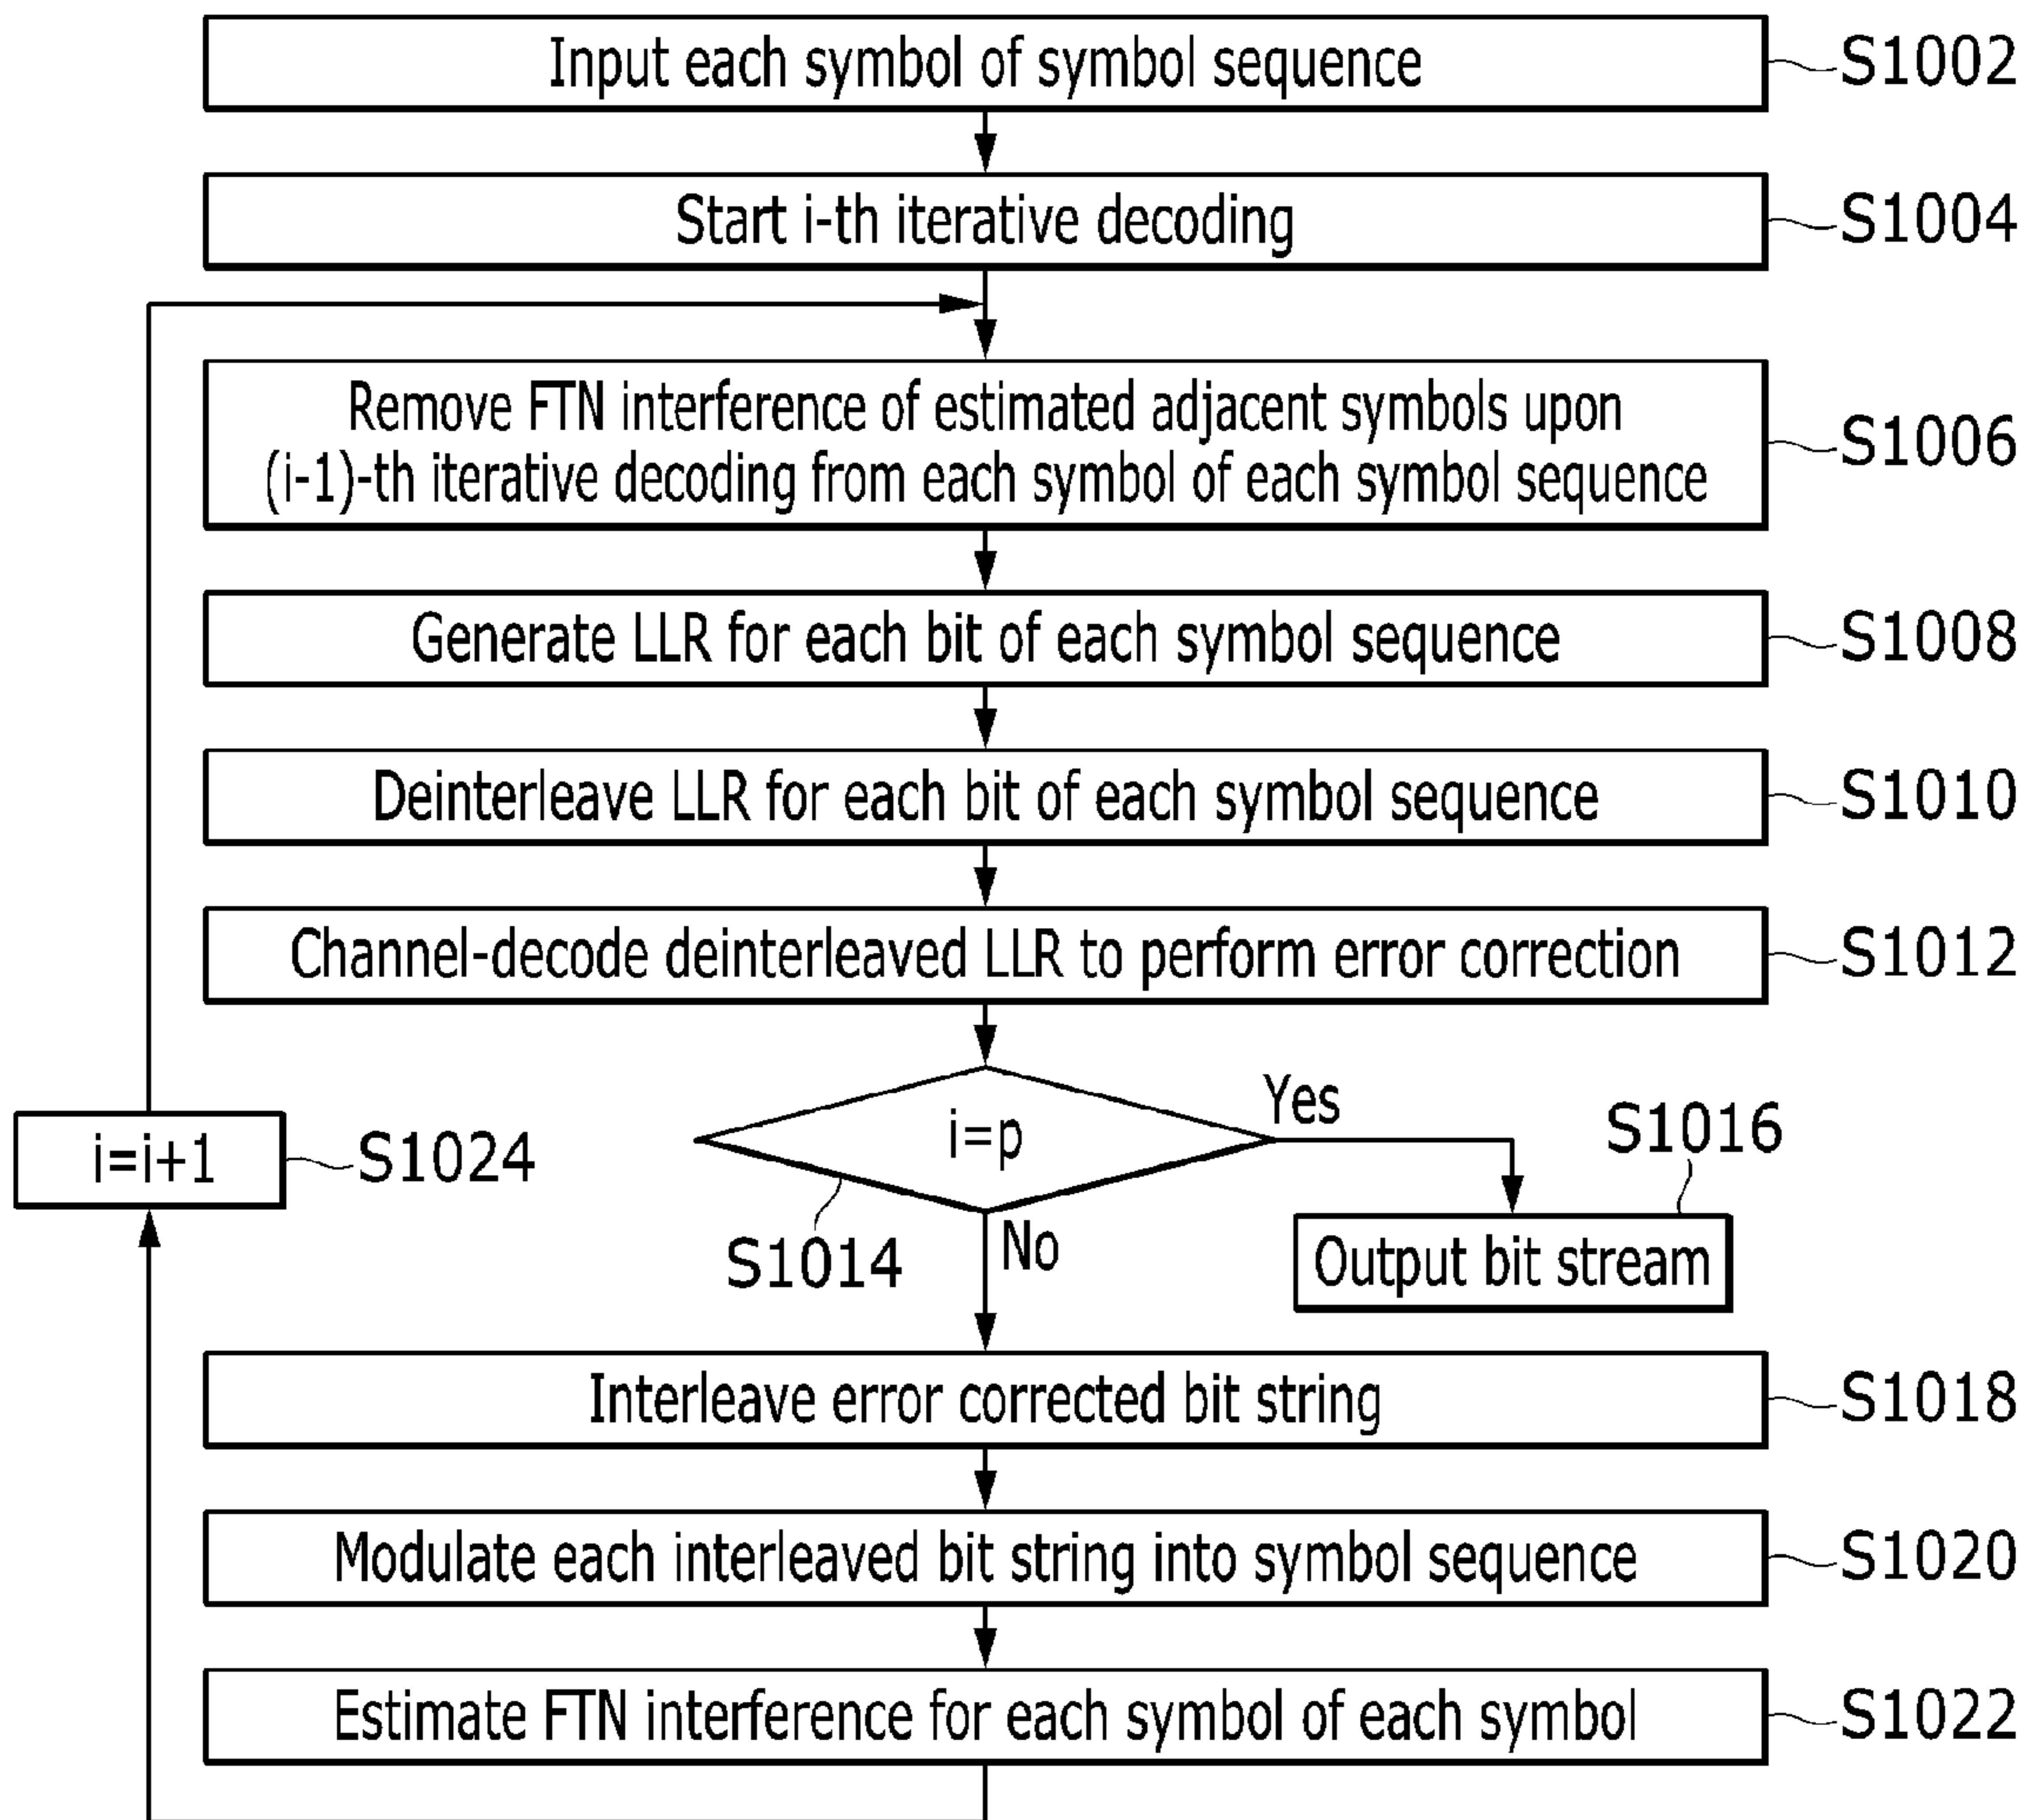 Input each symbol of symbol sequence
S1002
Start i-th iterative decoding
S1004
Remove FTN interference of estimated adjacent symbols upon
(i-1)-th iterative decoding from each symbol of each symbol sequence
S1006
Generate LLR for each bit of each symbol sequence
S1008
Deinterleave LLR for each bit of each symbol sequence
S1010
Channel-decode deinterleaved LLR to perform error correction
S1012
i=p
S1014
Yes
S1016
Output bit stream
No
Interleave error corrected bit string
S1018
Modulate each interleaved bit string into symbol sequence
S1020
Estimate FTN interference for each symbol of each symbol
S1022
i=i+1
S1024